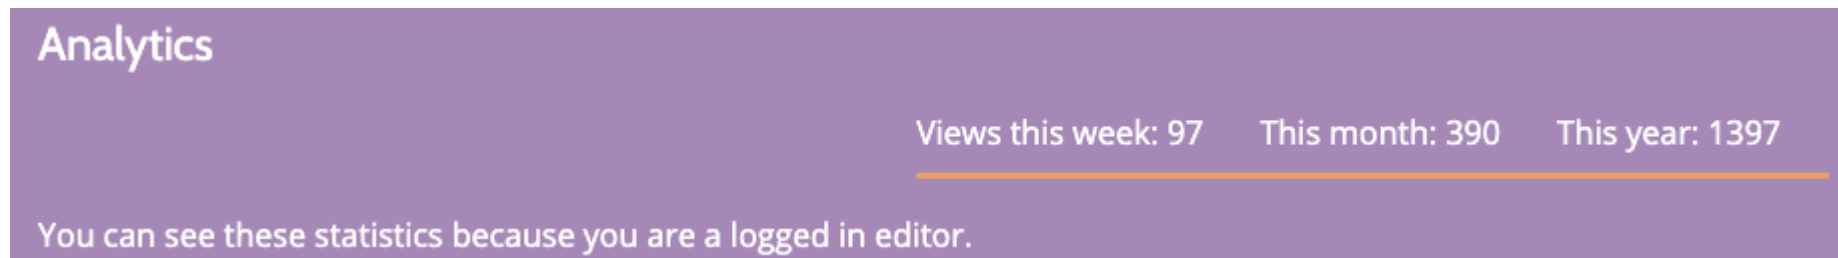 Analytics
Views this week: 97 This month: 390 This year: 1397
You can see these statistics because you are a logged in editor.